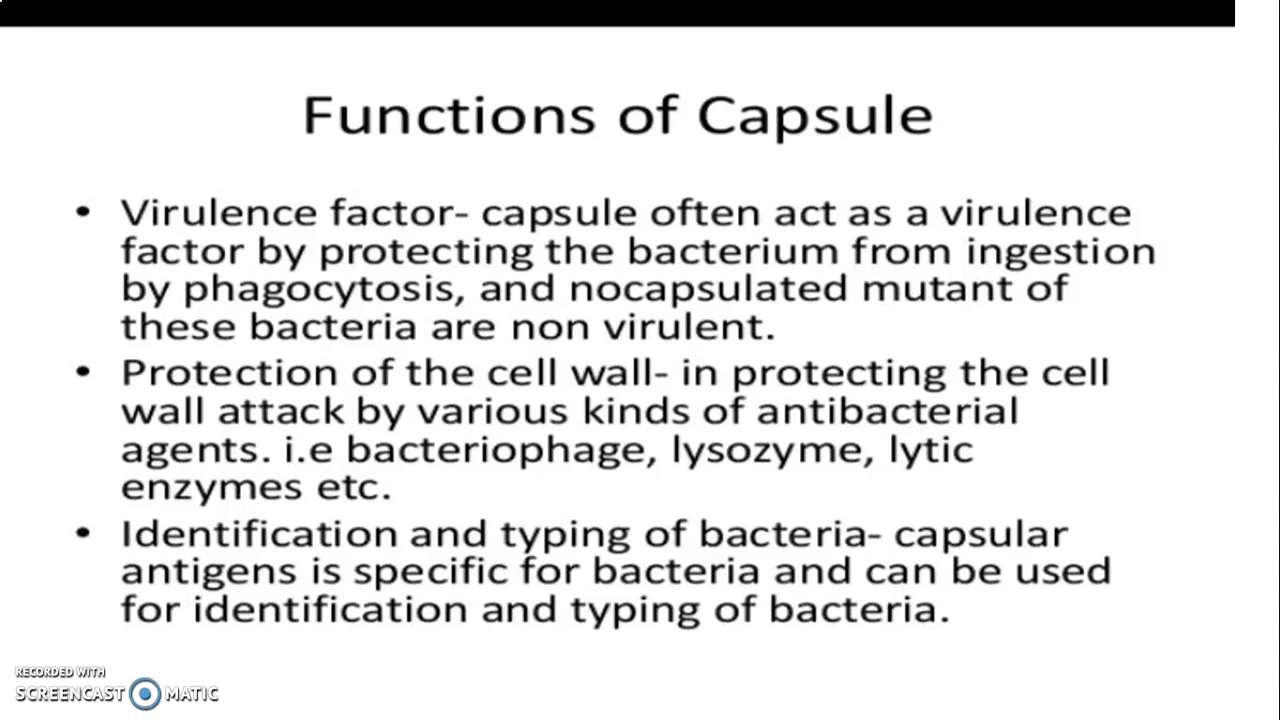 Functions of Capsule
• Virulence factor- capsule often act as a virulence
factor by protecting the bacterium from ingestion
by phagocytosis, and nocapsulated mutant of
these bacteria are non virulent.
• Protection of the cell wall- in protecting the cell
wall attack by various kinds of antibacterial
agents. i.e bacteriophage, lysozyme, lytic
enzymes etc.
• Identification and typing of bacteria- capsular
antigens is specific for bacteria and can be used
for identification and typing of bacteria.
RECORDED WITH
SCREENCAST MATIC